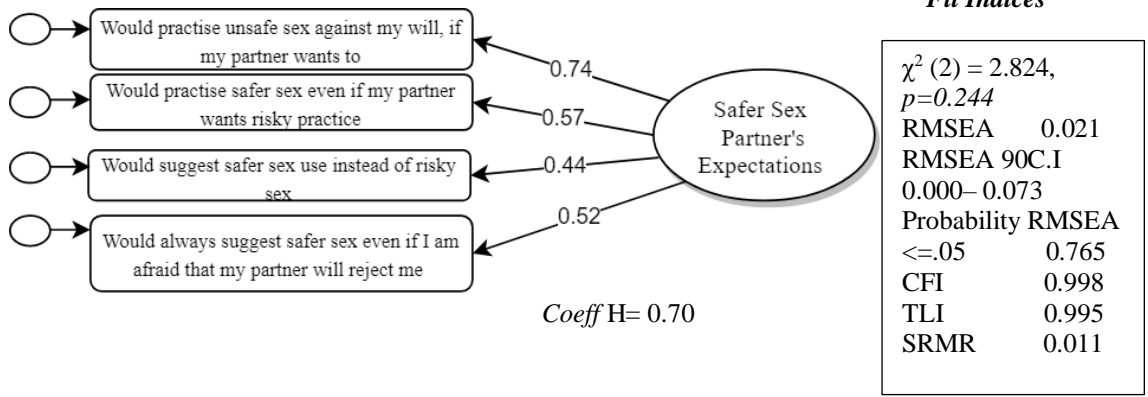 Fit Indices
Would practise unsafe sex against my will, if
my partner wants to
Would practise safer sex even if my partner
wants risky practice
Would suggest safer sex use instead of risky
sex
Would always suggest safer sex even if I am
afraid that my partner will reject me
0.74
0.57
0.44
0.52
Safer Sex
Partner's
Expectations
Coeff H= 0.70
χ² (2) = 2.824,
p=0.244
RMSEA 0.021
RMSEA 90C.I
0.000– 0.073
Probability RMSEA
<=.05 0.765
CFI 0.998
TLI 0.995
SRMR 0.011